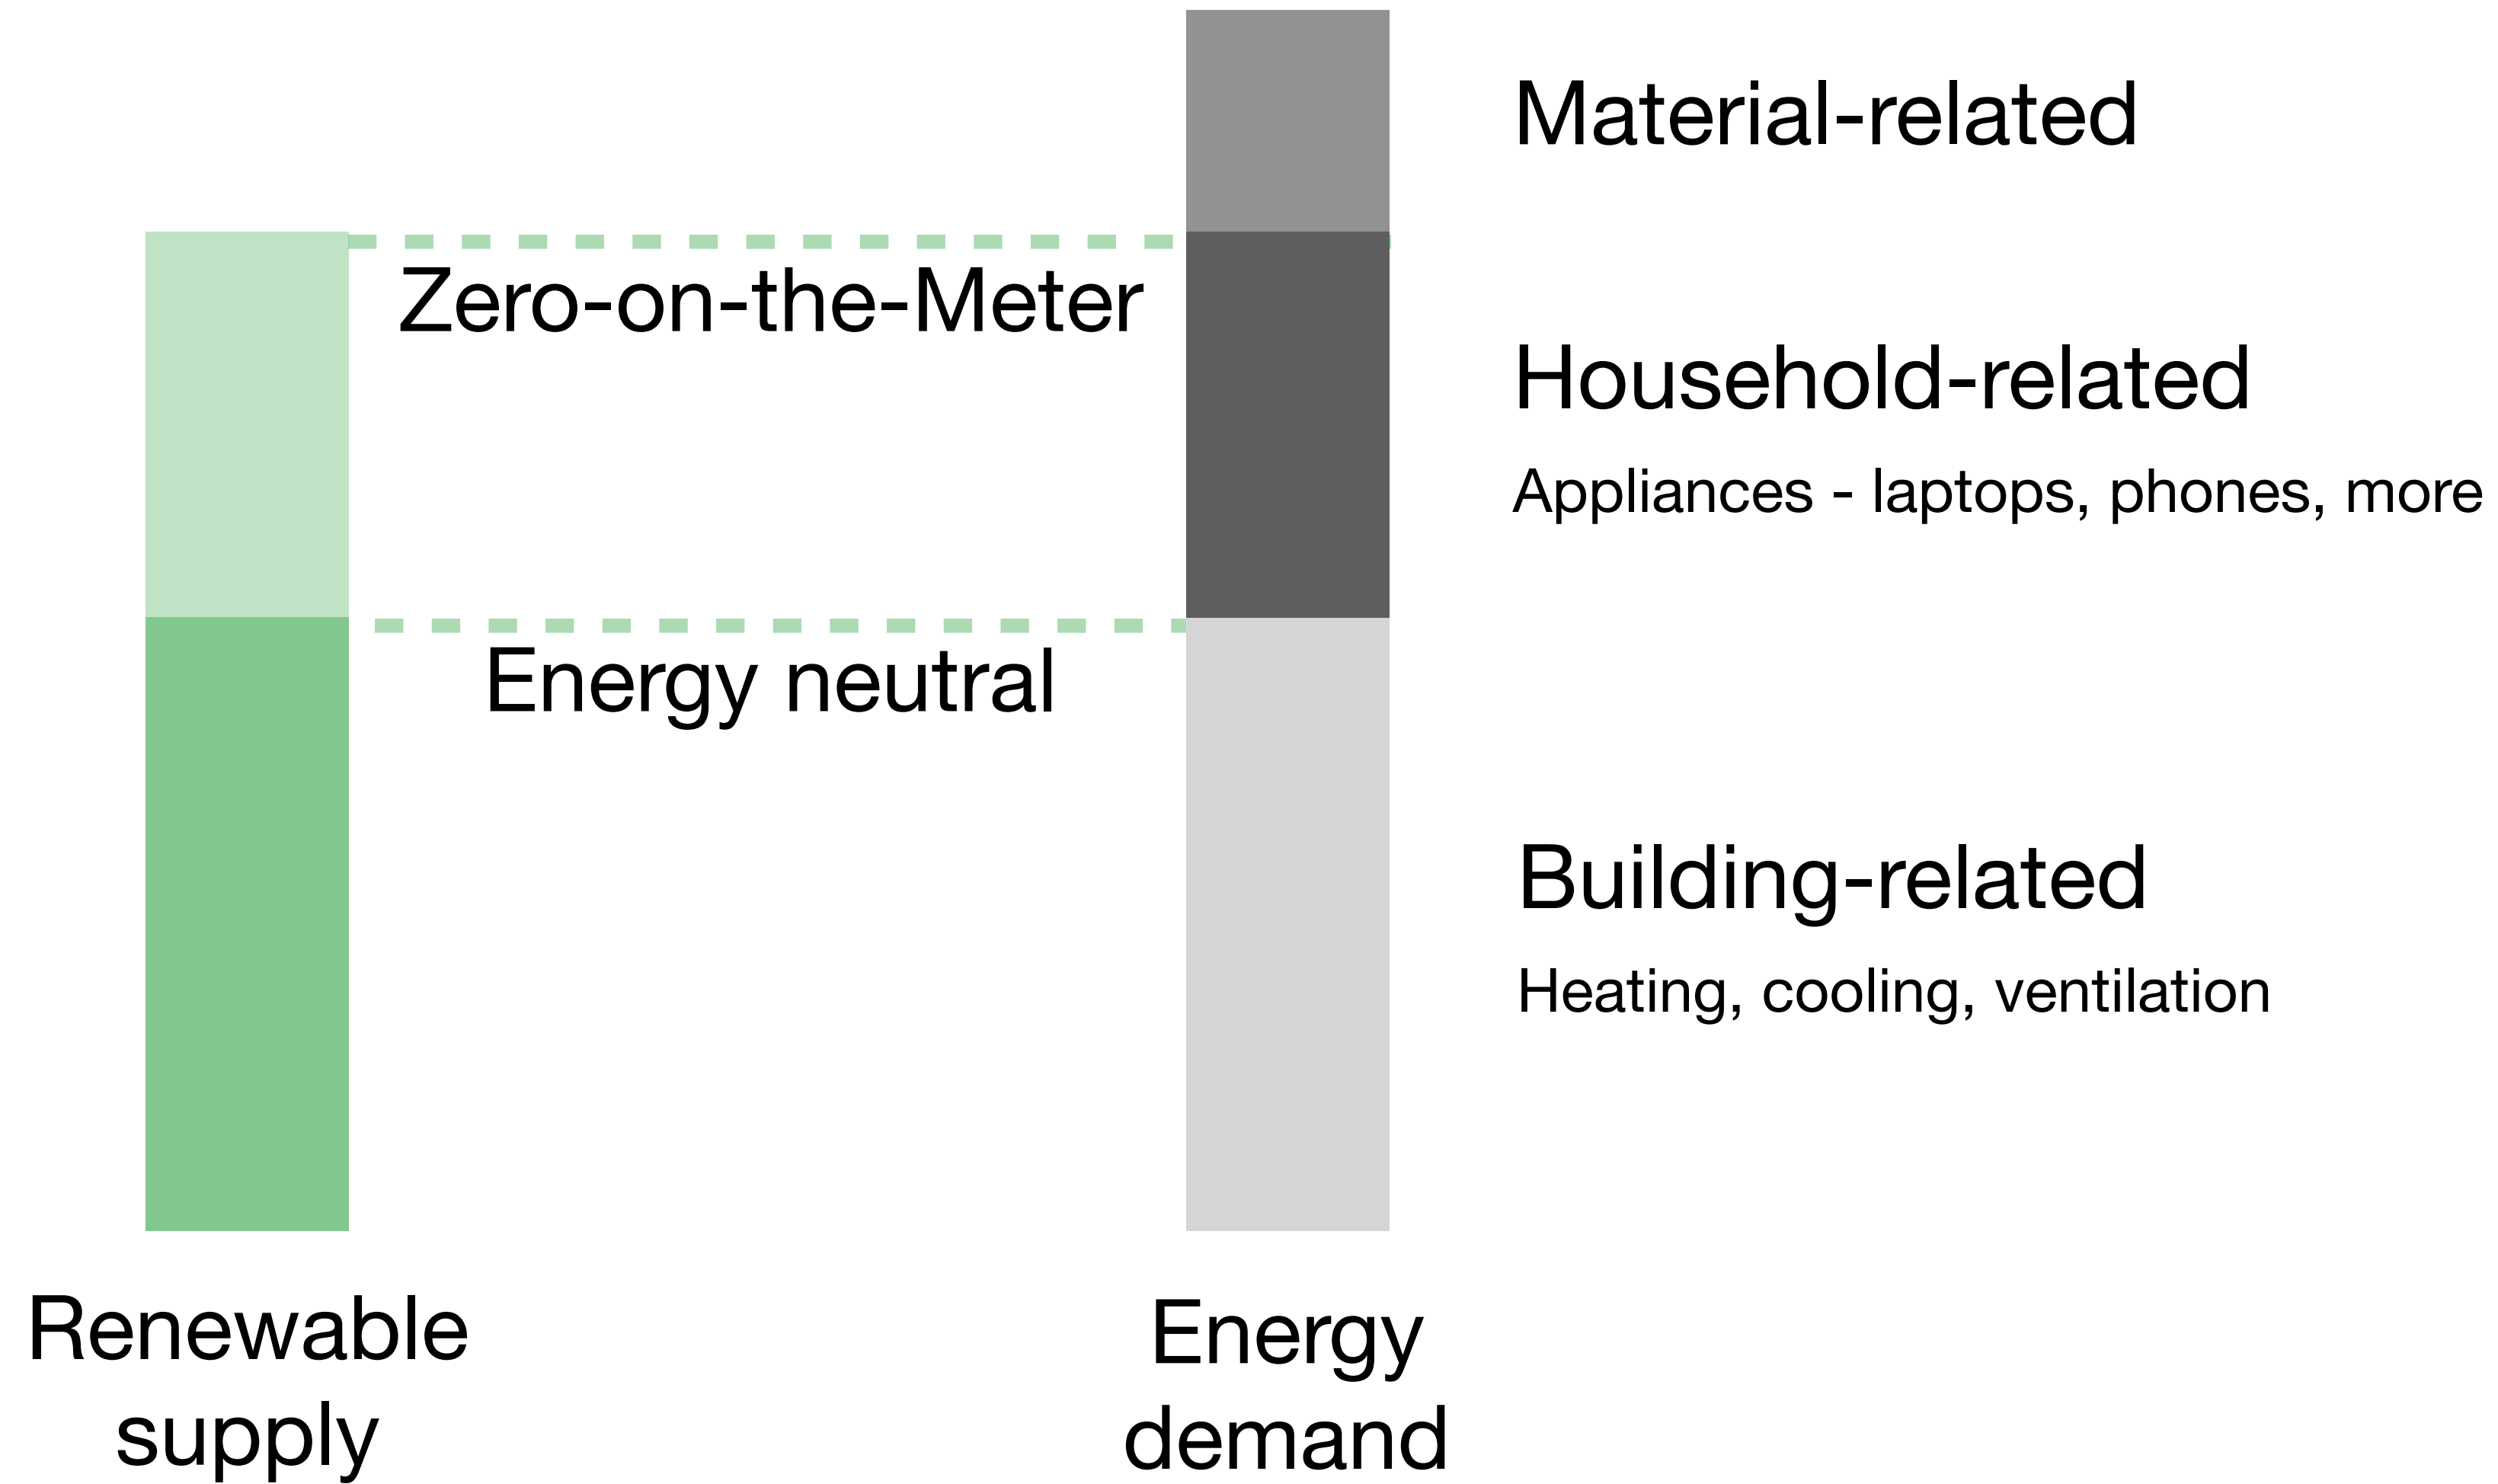 Material-related
Zero-on-the-Meter
Household-related
Appliances - laptops, phones, more
Energy neutral
Building-related
Heating, cooling, ventilation
Renewable
supply
Energy
demand